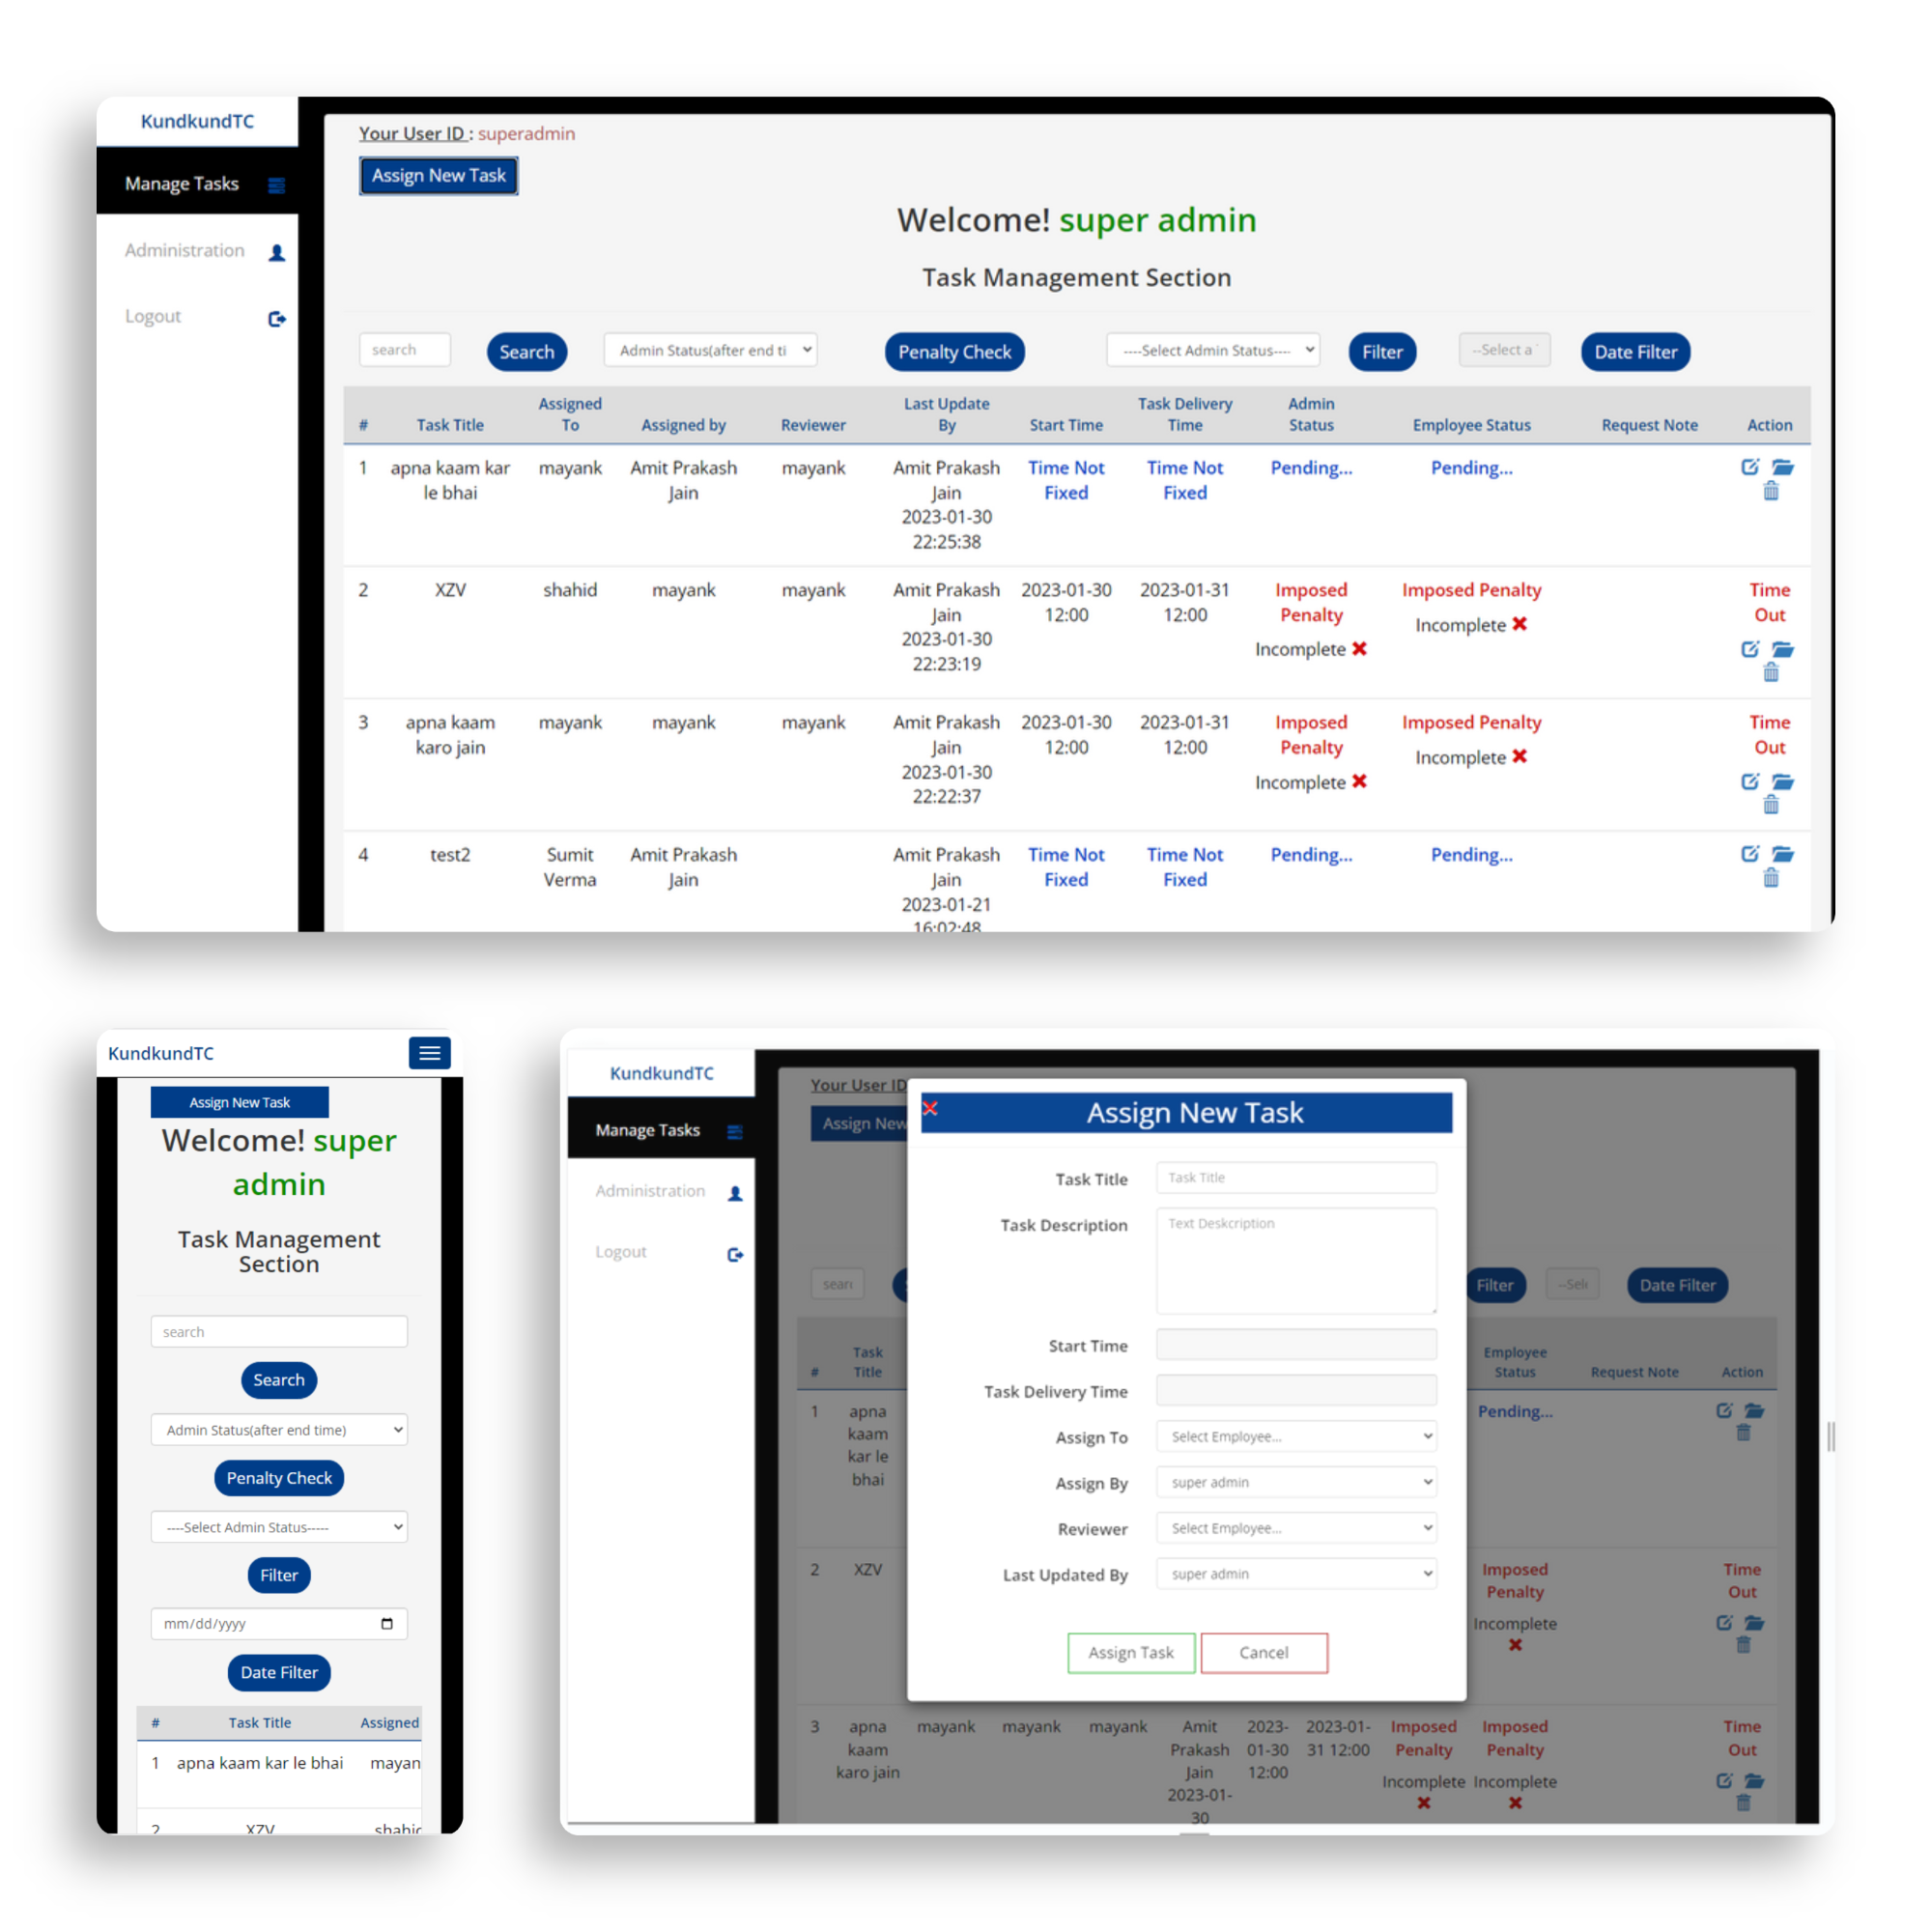 KundkundTC
Manage Tasks
Administration
Logout
Your User ID : superadmin
Assign New Task
Welcome! super admin
Task Management Section
search Search Admin Status(after end ti Penalty Check ----Select Admin Status---- Filter --Select a Date Filter
# Task Title Assigned To Assigned by Reviewer Last Update By Start Time Task Delivery Time Admin Status Employee Status Request Note Action
1 apna kaam kar mayank Amit Prakash mayank Amit Prakash Time Not Time Not Pending... Pending...
le bhai Jain Jain Fixed Fixed
2023-01-30
22:25:38
2 XZV shahid mayank mayank Amit Prakash 2023-01-30 2023-01-31 Imposed Imposed Penalty Time
Jain 12:00 12:00 Penalty Incomplete Out
2023-01-30 Incomplete
22:23:19
3 apna kaam mayank mayank mayank Amit Prakash 2023-01-30 2023-01-31 Imposed Imposed Penalty Time
karo jain Jain 12:00 12:00 Penalty Incomplete Out
2023-01-30 Incomplete
22:22:37
4 test2 Sumit Amit Prakash Amit Prakash Time Not Time Not Pending... Pending...
Verma Jain Jain Fixed Fixed
2023-01-21
16:02:48
KundkundTC
Assign New Task
Welcome! super
admin
Task Management
Section
search
Search
Admin Status(after end time)
Penalty Check
----Select Admin Status-----
Filter
mm/dd/yyyy
Date Filter
# Task Title Assigned
1 apna kaam kar le bhai mayan
2 XZV shahic
KundkundTC
Manage Tasks
Administration
Logout
Your User ID
Assign New
Assign New Task
Task Title Task Title
Task Description Text Deskcription
Start Time
Task Delivery Time
Assign To Select Employee...
Assign By super admin
Reviewer Select Employee...
Last Updated By super admin
Assign Task Cancel
sear Filter --Sele Date Filter
# Task Title Employee Status Request Note Action
1 apna Pending...
kaam
kar le
bhai
2 XZV Imposed Time
Penalty Out
Incomplete
3 apna mayank mayank mayank Amit 2023- 2023-01- Imposed Imposed Time
kaam Prakash 01-30 31 12:00 Penalty Penalty Out
karo jain Jain 12:00 Incomplete Incomplete
2023-01-
30